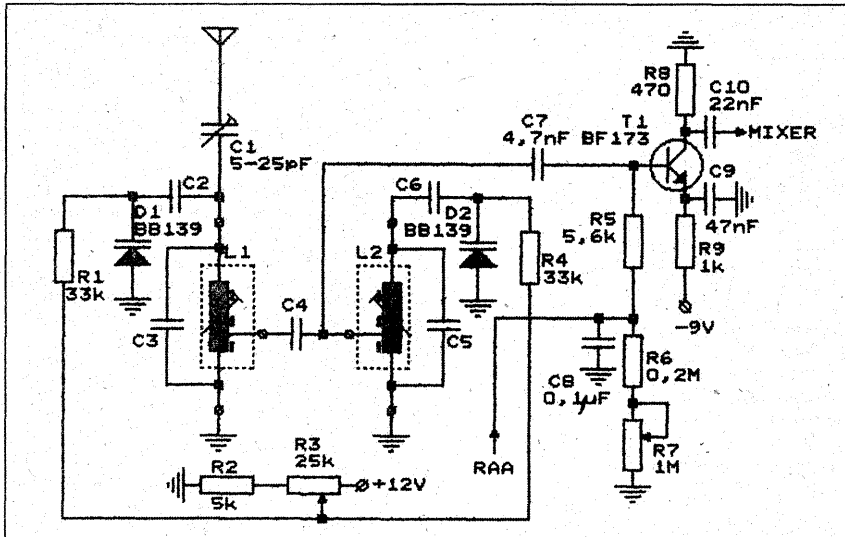 R8
470
C10
22nF
T1
MIXER
C7
4,7nF BF173
C1
5-25pF
C2
C6
C9
47nF
D1
BB139
D2
BB139
R5
5,6k
L1
L2
R4
33k
R9
1k
R1
33k
-9V
C4
C3
C5
R6
0,2M
C8
0,1µF
R3
25k
R7
1M
RAA
R2
5k
+12V